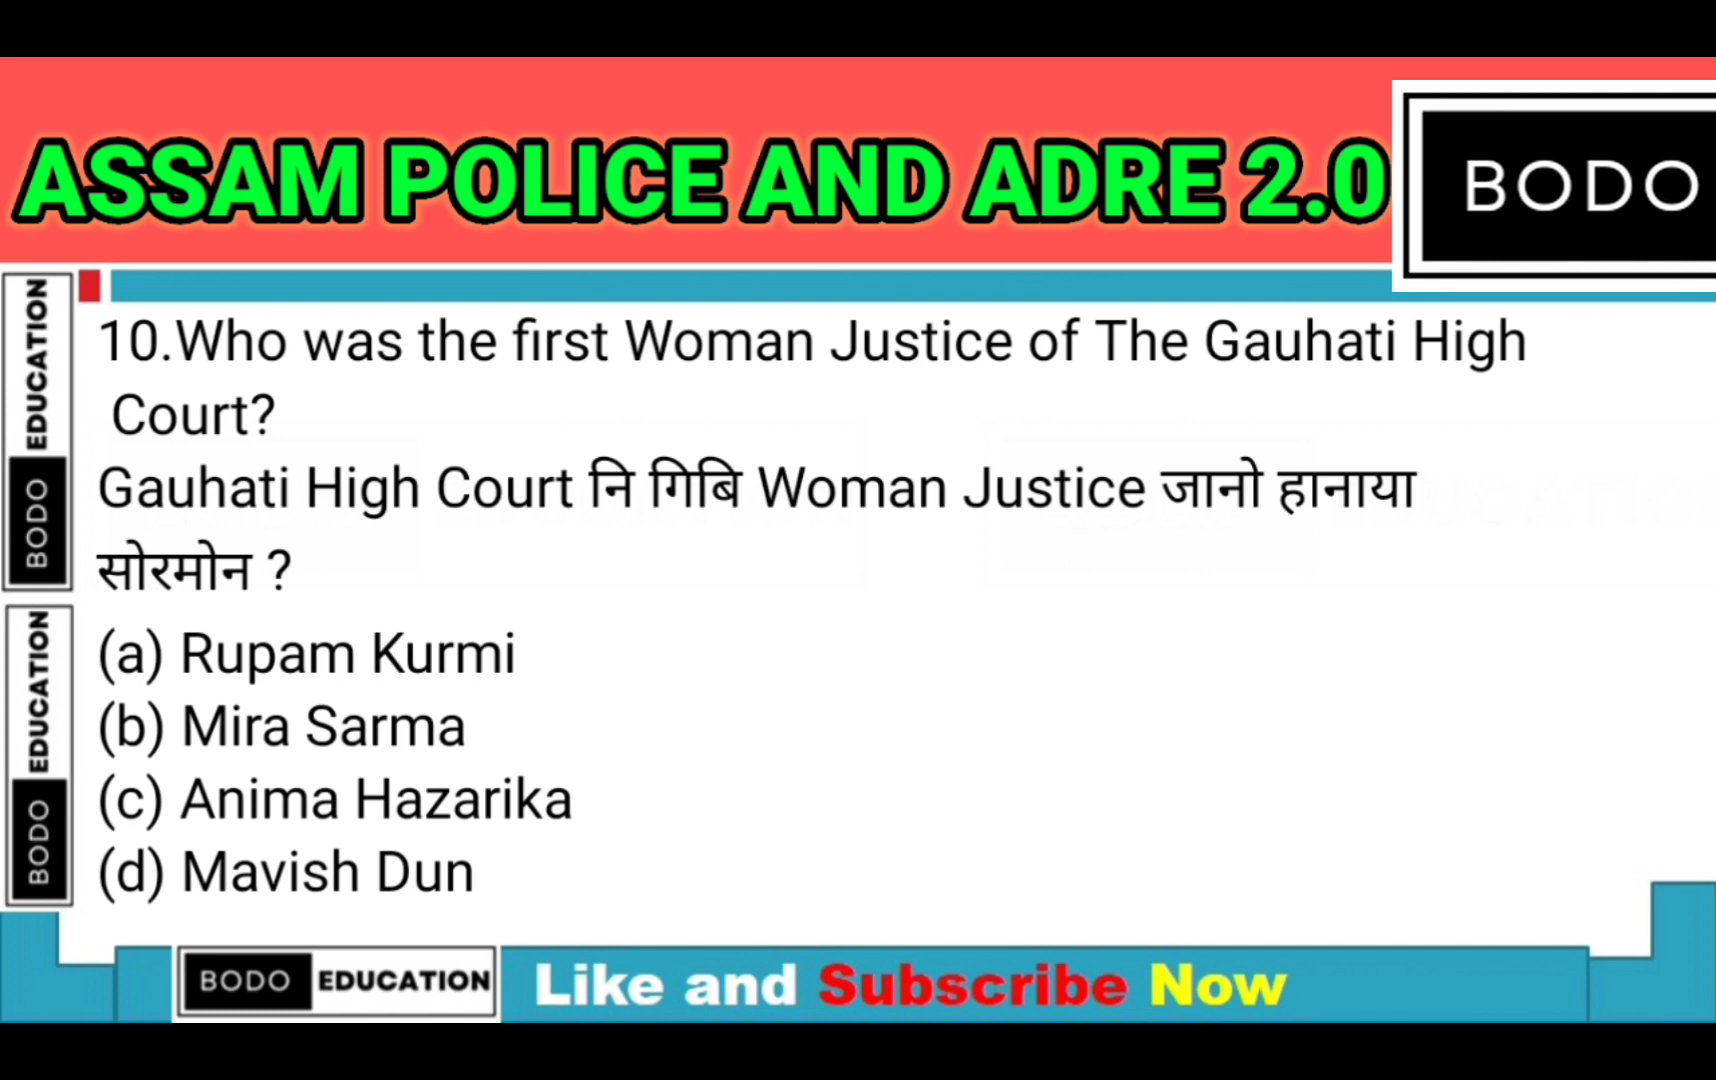 ASSAM POLICE AND ADRE 2.0
BODO
EDUCATION
BODO
10.Who was the first Woman Justice of The Gauhati High
Court?
Gauhati High Court नि गिबि Woman Justice जानो हानाया
सोरमोन ?
(a) Rupam Kurmi
(b) Mira Sarma
(c) Anima Hazarika
(d) Mavish Dun
EDUCATION
BODO
BODO EDUCATION
Like and Subscribe Now